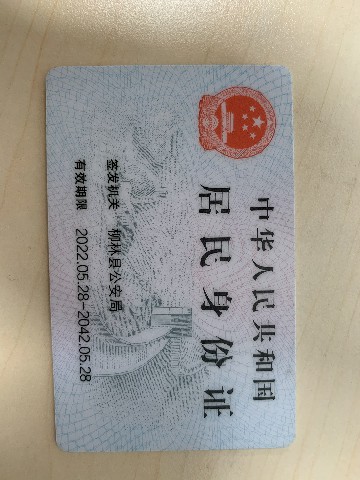 中华人民共和国
居民身份证
签发机关 柳林县公安局
有效期限 2022.05.28-2042.05.28